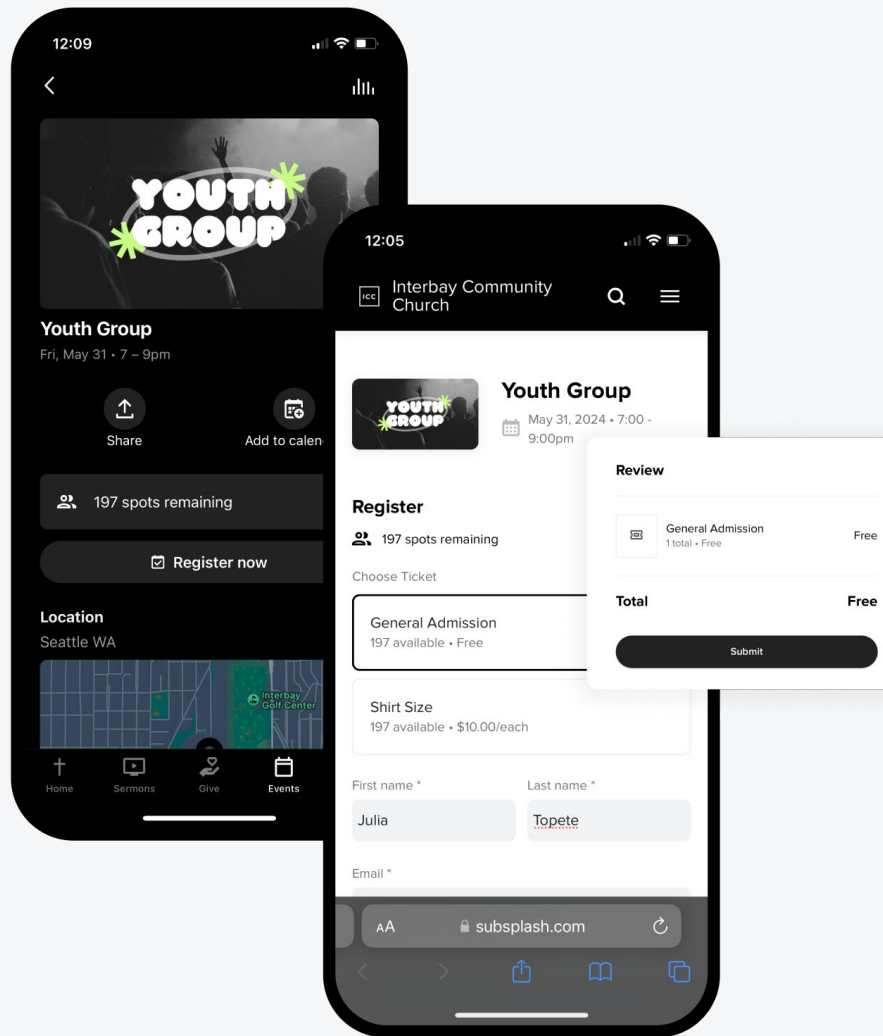 12:09
YOUTH
GROUP
Youth Group
Fri, May 31 • 7 – 9pm
Share
Add to calen
197 spots remaining
Register now
Location
Seattle WA
Interbay
Golf Center
Home
Sermons
Give
Events
12:05
ICC
Interbay Community
Church
YOUTH
GROUP
Youth Group
May 31, 2024 • 7:00 -
9:00pm
Register
197 spots remaining
Choose Ticket
General Admission
197 available • Free
Shirt Size
197 available • $10.00/each
First name *
Last name *
Julia
Topete
Email *
AA
subsplash.com
Review
General Admission
Free
1 total • Free
Total
Free
Submit